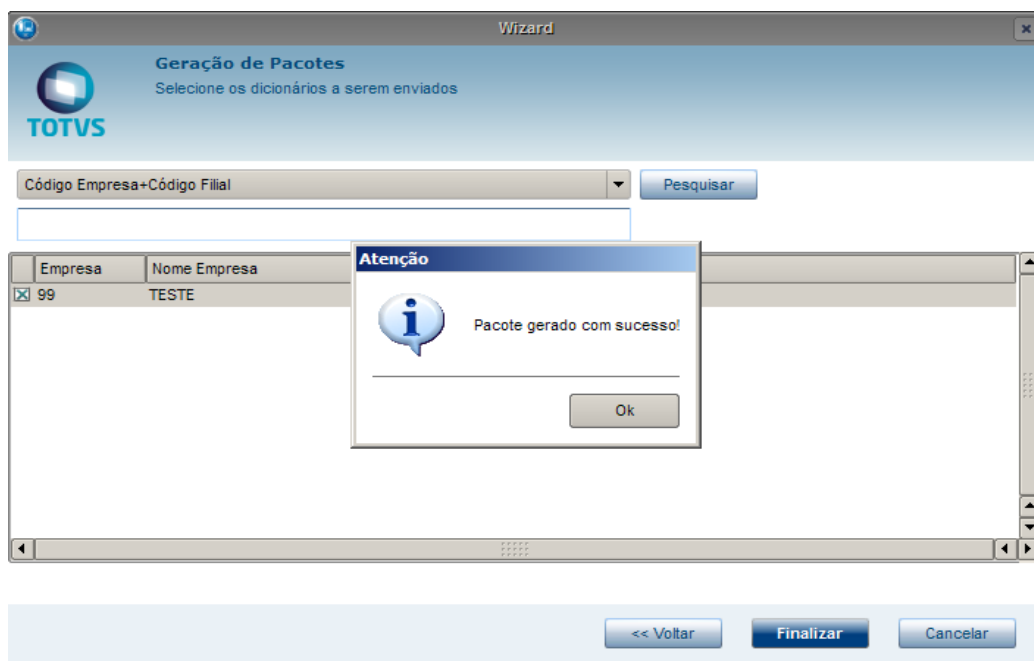 Wizard
Geração de Pacotes
Selecione os dicionários a serem enviados
TOTVS
Código Empresa+Código Filial
Pesquisar
Empresa Nome Empresa
99 TESTE
Atenção
Pacote gerado com sucesso!
Ok
<< Voltar Finalizar Cancelar